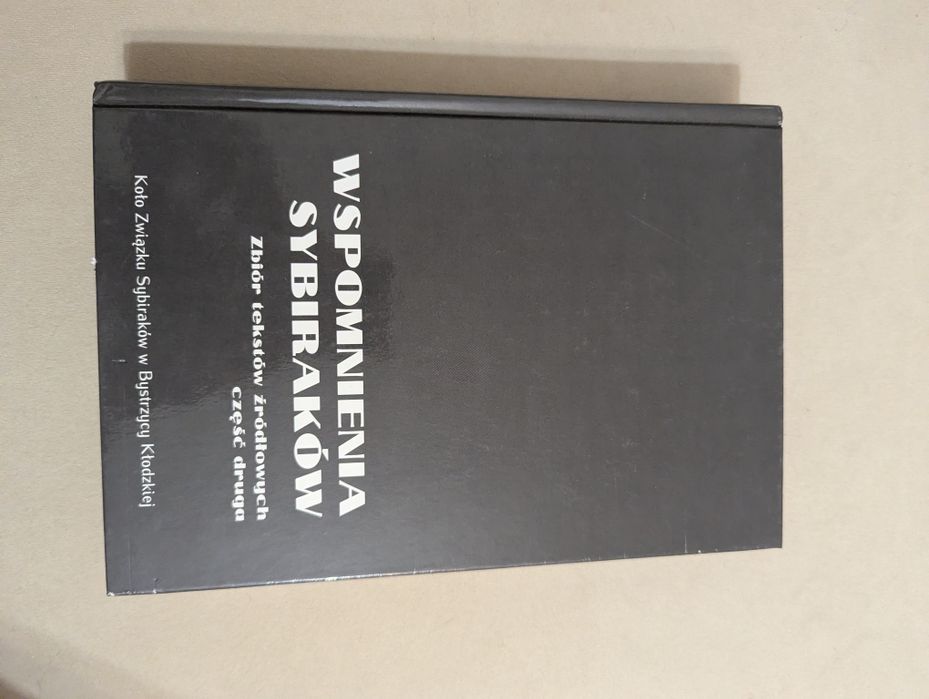 WSPOMNIENIA
SYBIRAKÓW
Zbiór tekstów źródłowych
część druga
Koło Związku Sybiraków w Bystrzycy Kłodzkiej